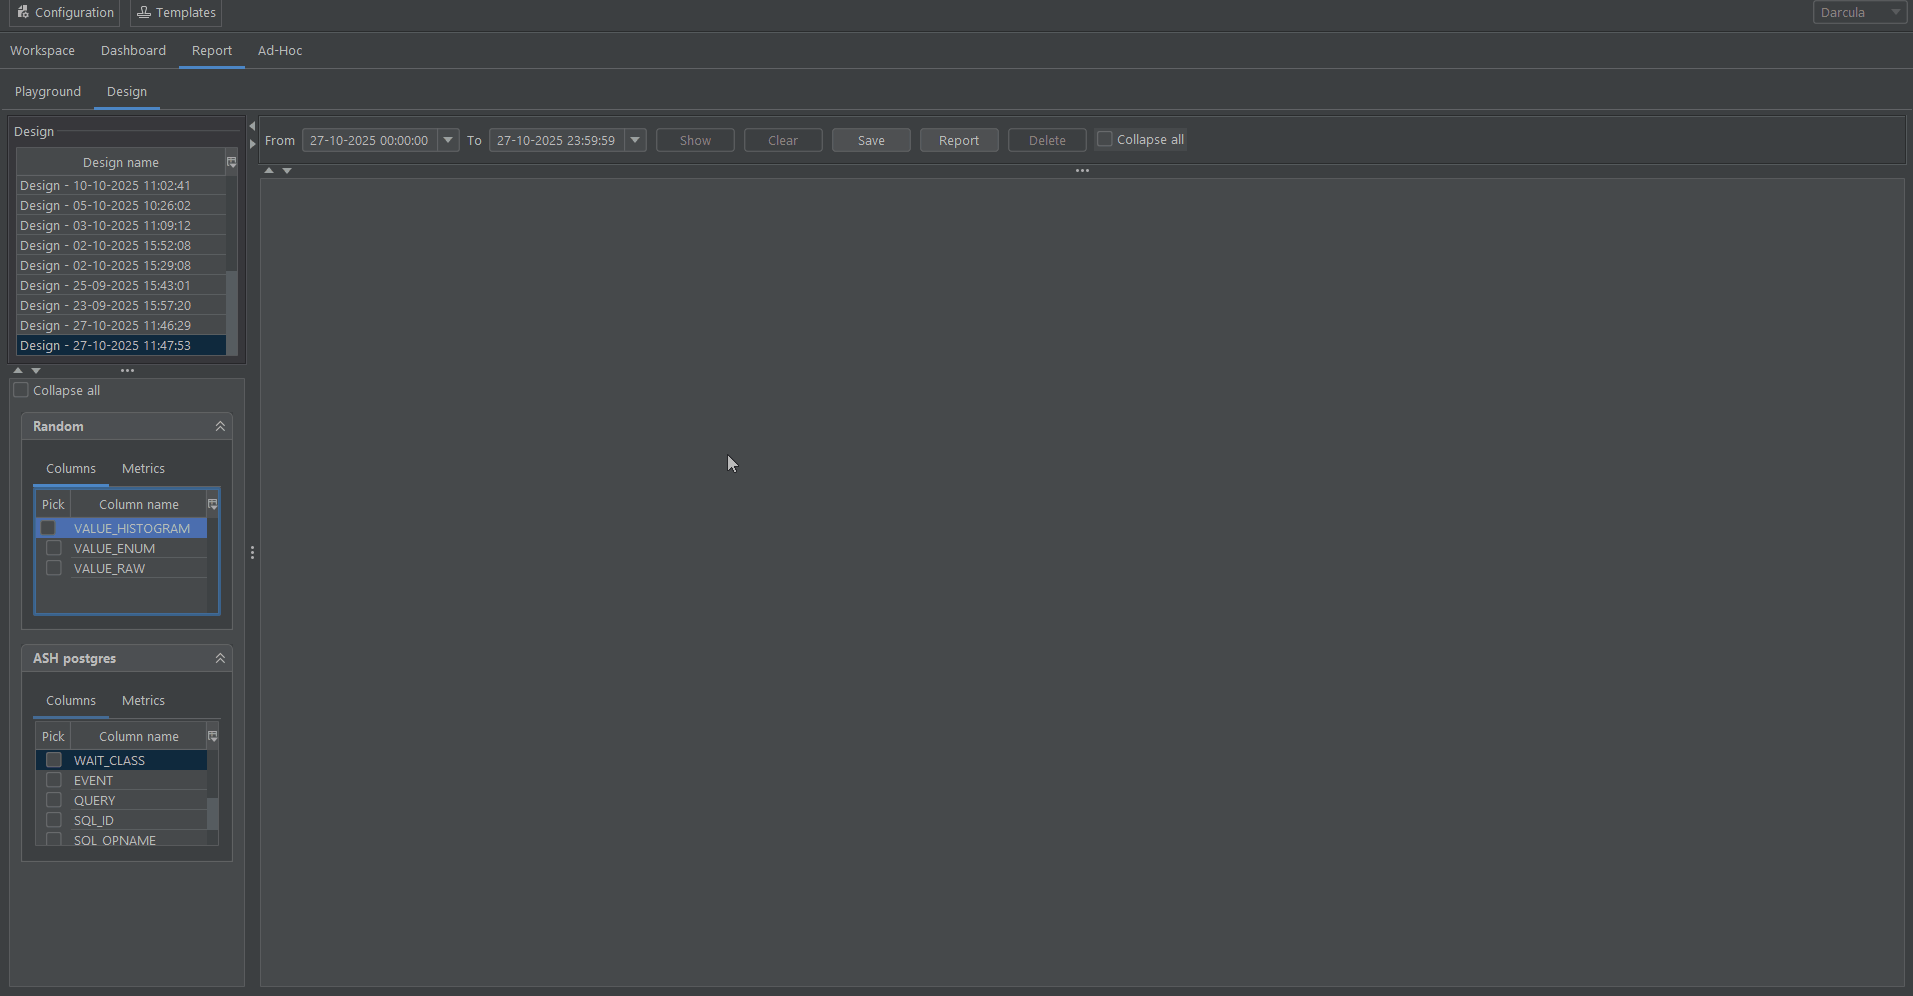 Configuration Templates Darcula
Workspace Dashboard Report Ad-Hoc
Playground Design
Design
Design name
Design - 10-10-2025 11:02:41
Design - 05-10-2025 10:26:02
Design - 03-10-2025 11:09:12
Design - 02-10-2025 15:52:08
Design - 02-10-2025 15:29:08
Design - 25-09-2025 15:43:01
Design - 23-09-2025 15:57:20
Design - 27-10-2025 11:46:29
Design - 27-10-2025 11:47:53
From 27-10-2025 00:00:00 To 27-10-2025 23:59:59 Show Clear Save Report Delete Collapse all
Collapse all
Random
Columns Metrics
Pick Column name
VALUE_HISTOGRAM
VALUE_ENUM
VALUE_RAW
ASH postgres
Columns Metrics
Pick Column name
WAIT_CLASS
EVENT
QUERY
SQL_ID
SQL_OPNAME